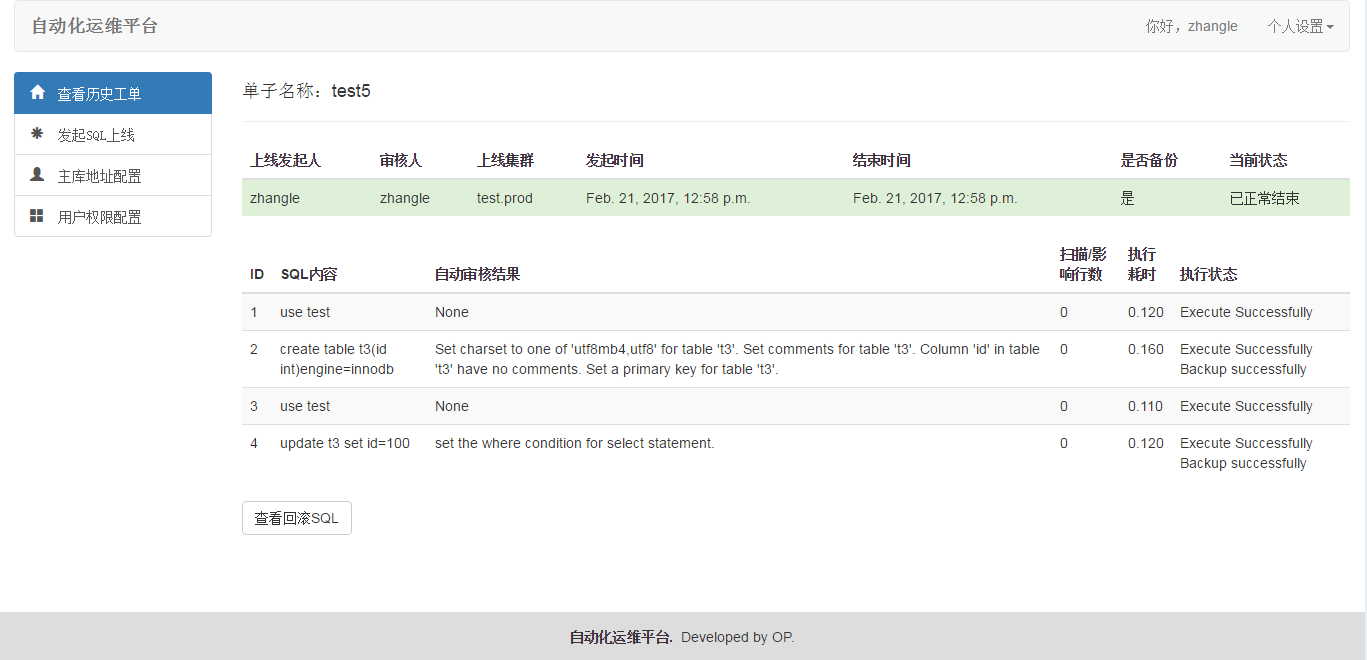 自动化运维平台
你好，zhangle 个人设置
查看历史工单
发起SQL上线
主库地址配置
用户权限配置
单子名称：test5
上线发起人 审核人 上线集群 发起时间 结束时间 是否备份 当前状态
zhangle zhangle test.prod Feb. 21, 2017, 12:58 p.m. Feb. 21, 2017, 12:58 p.m. 是 已正常结束
ID SQL内容 自动审核结果 扫描/影响行数 执行耗时 执行状态
1 use test None 0 0.120 Execute Successfully
2 create table t3(id int)engine=innodb Set charset to one of 'utf8mb4,utf8' for table 't3'. Set comments for table 't3'. Column 'id' in table 't3' have no comments. Set a primary key for table 't3'. 0 0.160 Execute Successfully Backup successfully
3 use test None 0 0.110 Execute Successfully
4 update t3 set id=100 set the where condition for select statement. 0 0.120 Execute Successfully Backup successfully
查看回滚SQL
自动化运维平台. Developed by OP.